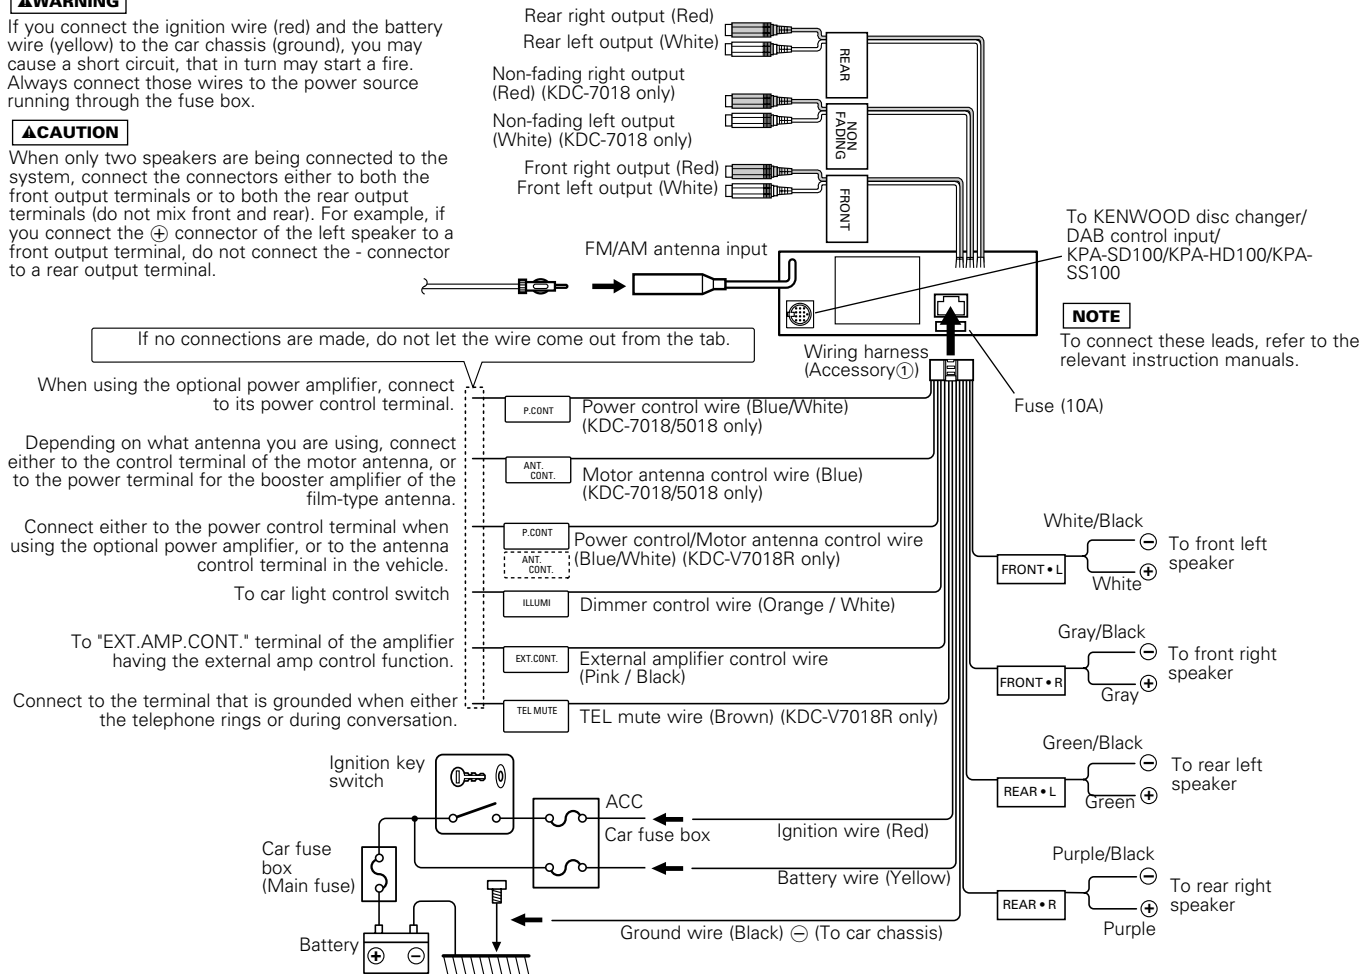 ⚠WARNING
If you connect the ignition wire (red) and the battery
wire (yellow) to the car chassis (ground), you may
cause a short circuit, that in turn may start a fire.
Always connect those wires to the power source
running through the fuse box.
⚠CAUTION
When only two speakers are being connected to the
system, connect the connectors either to both the
front output terminals or to both the rear output
terminals (do not mix front and rear). For example, if
you connect the ⊕ connector of the left speaker to a
front output terminal, do not connect the - connector
to a rear output terminal.
Rear right output (Red)
Rear left output (White)
REAR
Non-fading right output
(Red) (KDC-7018 only)
Non-fading left output
(White) (KDC-7018 only)
NON
FADING
Front right output (Red)
Front left output (White)
FRONT
FM/AM antenna input
To KENWOOD disc changer/
DAB control input/
KPA-SD100/KPA-HD100/KPA-
SS100
NOTE
To connect these leads, refer to the
relevant instruction manuals.
If no connections are made, do not let the wire come out from the tab.
Wiring harness
(Accessory①)
Fuse (10A)
When using the optional power amplifier, connect
to its power control terminal.
P.CONT
Power control wire (Blue/White)
(KDC-7018/5018 only)
Depending on what antenna you are using, connect
either to the control terminal of the motor antenna, or
to the power terminal for the booster amplifier of the
film-type antenna.
ANT.
CONT.
Motor antenna control wire (Blue)
(KDC-7018/5018 only)
Connect either to the power control terminal when
using the optional power amplifier, or to the antenna
control terminal in the vehicle.
P.CONT
ANT.
CONT.
Power control/Motor antenna control wire
(Blue/White) (KDC-V7018R only)
To car light control switch
ILLUMI
Dimmer control wire (Orange / White)
To "EXT.AMP.CONT." terminal of the amplifier
having the external amp control function.
EXT.CONT.
External amplifier control wire
(Pink / Black)
Connect to the terminal that is grounded when either
the telephone rings or during conversation.
TEL MUTE
TEL mute wire (Brown) (KDC-V7018R only)
White/Black
⊖
To front left
speaker
FRONT • L
White
⊕
Gray/Black
⊖
To front right
speaker
FRONT • R
Gray
⊕
Green/Black
⊖
To rear left
speaker
REAR • L
Green
⊕
Purple/Black
⊖
To rear right
speaker
REAR • R
⊕
Purple
Ignition key
switch
ACC
Car fuse box
Ignition wire (Red)
Car fuse
box
(Main fuse)
Battery wire (Yellow)
Battery
⊕ ⊖
Ground wire (Black) ⊖ (To car chassis)